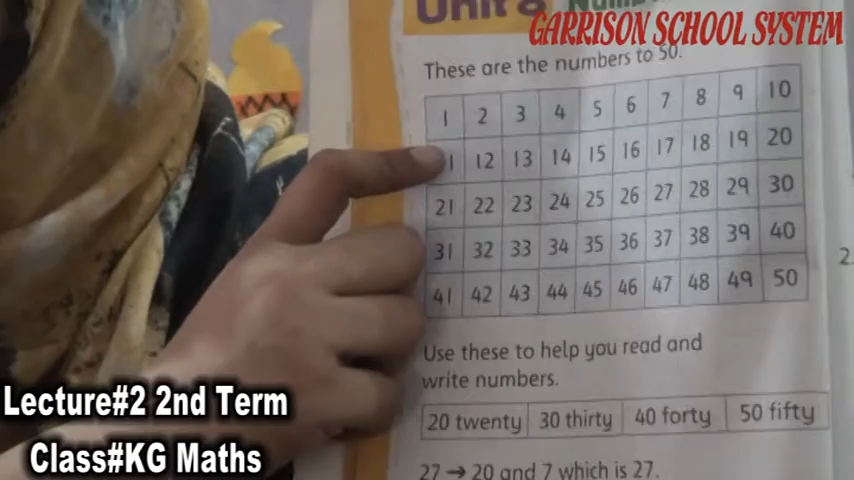 Unit 8
GARRISON SCHOOL SYSTEM
These are the numbers to 50.
1 2 3 4 5 6 7 8 9 10
1 12 13 14 15 16 17 18 19 20
21 22 23 24 25 26 27 28 29 30
31 32 33 34 35 36 37 38 39 40
41 42 43 44 45 46 47 48 49 50
2
Use these to help you read and
write numbers.
20 twenty 30 thirty 40 forty 50 fifty
27 → 20 and 7 which is 27.
Lecture#2 2nd Term
Class#KG Maths